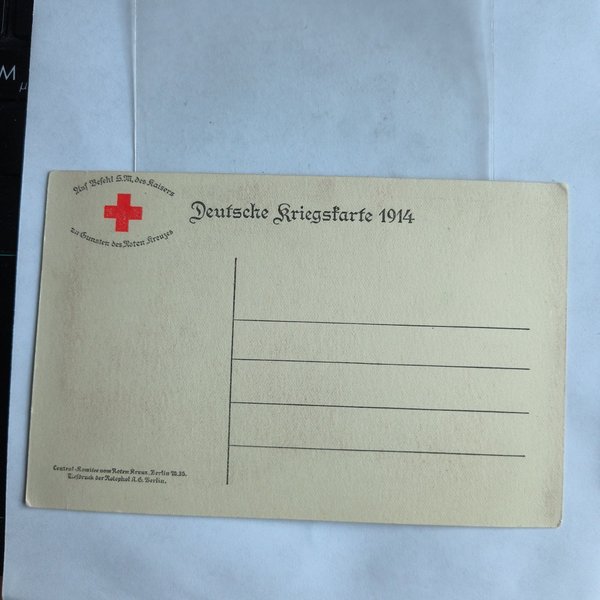 M
µ
Auf Befehl S.M. des Kaisers
zu Gunsten des Roten Kreuzes
Deutsche Kriegskarte 1914
Central-Komitee vom Roten Kreuz, Berlin W.35.
Tiefdruck der Rotophot A.G. Berlin.